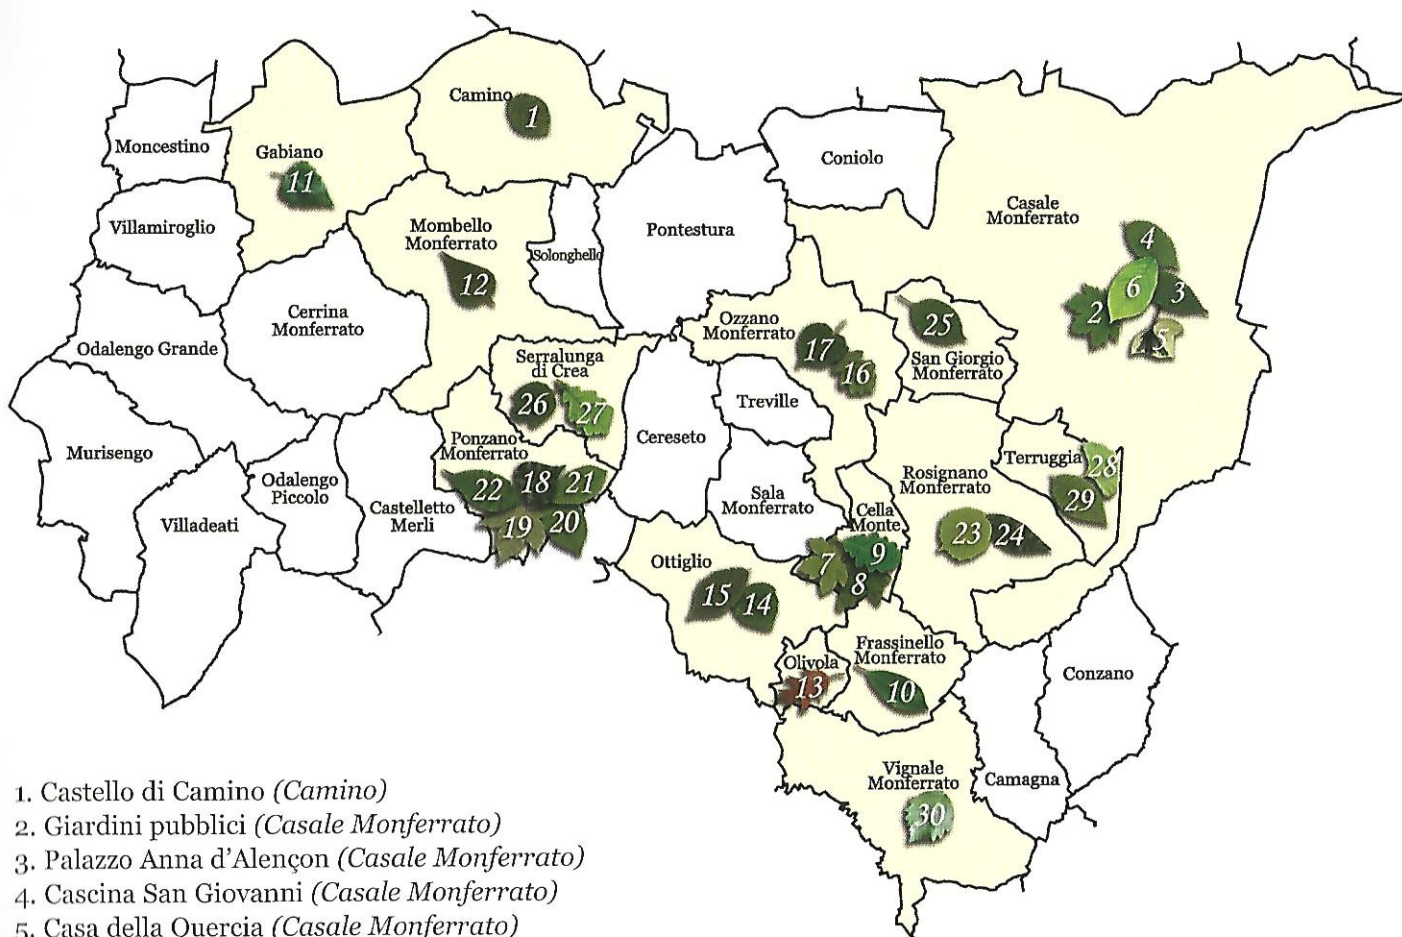 Camino
1
Moncestino
Gabiano
11
Coniolo
Villamiroglio
Mombello
Monferrato
12
Solonghello
Pontestura
Casale
Monferrato
4
6
3
2
5
Cerrina
Monferrato
Odalengo Grande
Ozzano
Monferrato
17
16
25
San Giorgio
Monferrato
Serralunga
di Crea
26
27
Treville
Cereseto
Murisengo
Ponzano
Monferrato
22
18
21
19
20
Odalengo
Piccolo
Villadeati
Castelletto
Merli
Sala
Monferrato
Cella
Monte
7
9
8
Rosignano
Monferrato
23
24
Terruggia
28
29
Ottiglio
15
14
Olivola
13
Frassinello
Monferrato
10
Conzano
Vignale
Monferrato
30
Camagna
1. Castello di Camino (Camino)
2. Giardini pubblici (Casale Monferrato)
3. Palazzo Anna d'Alençon (Casale Monferrato)
4. Cascina San Giovanni (Casale Monferrato)
5. Casa della Quercia (Casale Monferrato)